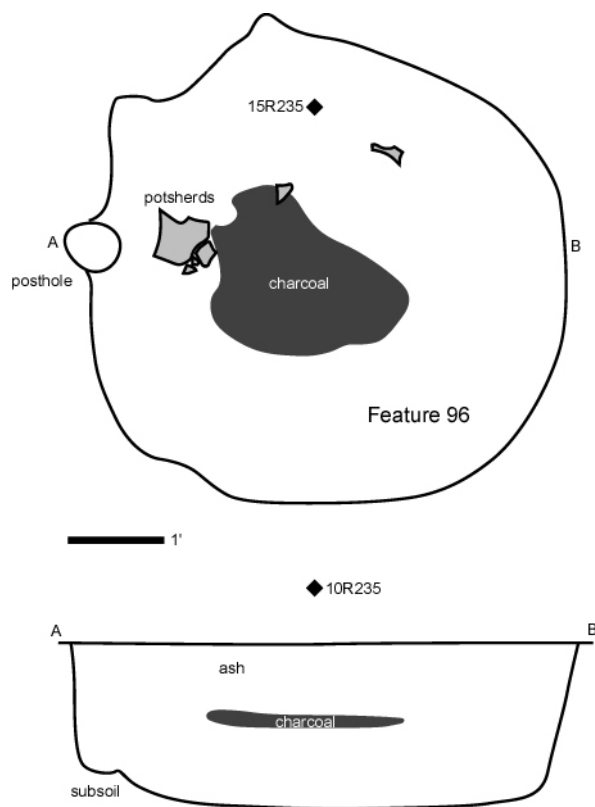 15R235
potsherds
A
B
posthole
charcoal
Feature 96
1'
10R235
A
B
ash
charcoal
subsoil